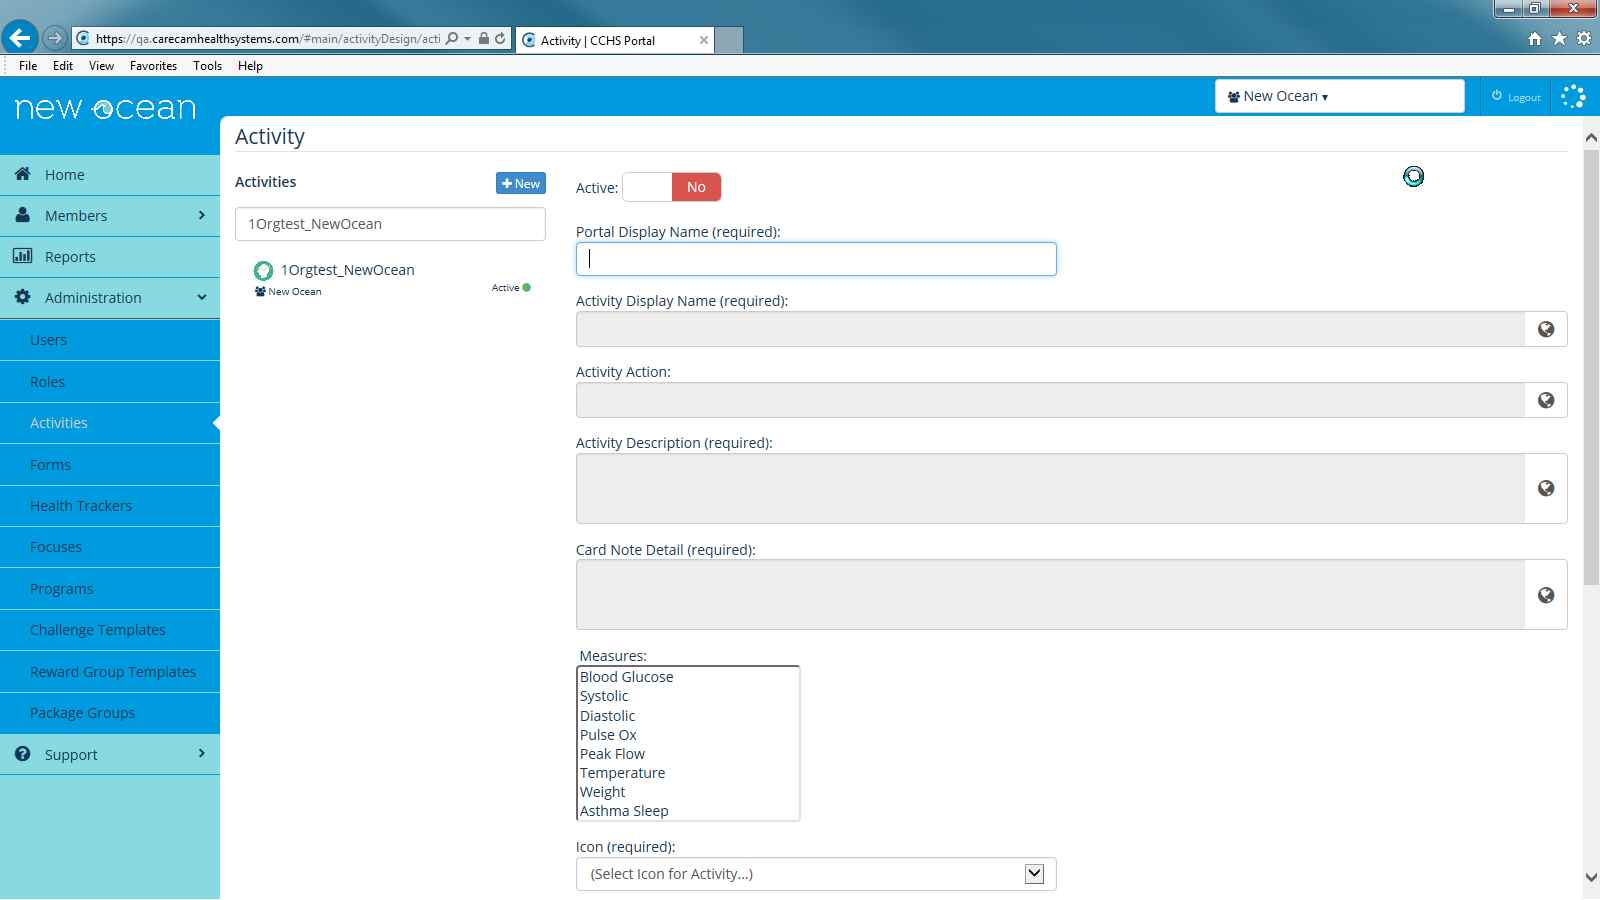 https://qa.carecamhealthsystems.com/#main/activityDesign/acti
Activity | CCHS Portal
File Edit View Favorites Tools Help
new ocean
New Ocean
Logout
Activity
Home
Members
Reports
Administration
Users
Roles
Activities
Forms
Health Trackers
Focuses
Programs
Challenge Templates
Reward Group Templates
Package Groups
Support
Activities
New
1Orgtest_NewOcean
1Orgtest_NewOcean
New Ocean
Active
Active: No
Portal Display Name (required):
Activity Display Name (required):
Activity Action:
Activity Description (required):
Card Note Detail (required):
Measures:
Blood Glucose
Systolic
Diastolic
Pulse Ox
Peak Flow
Temperature
Weight
Asthma Sleep
Icon (required):
(Select Icon for Activity...)